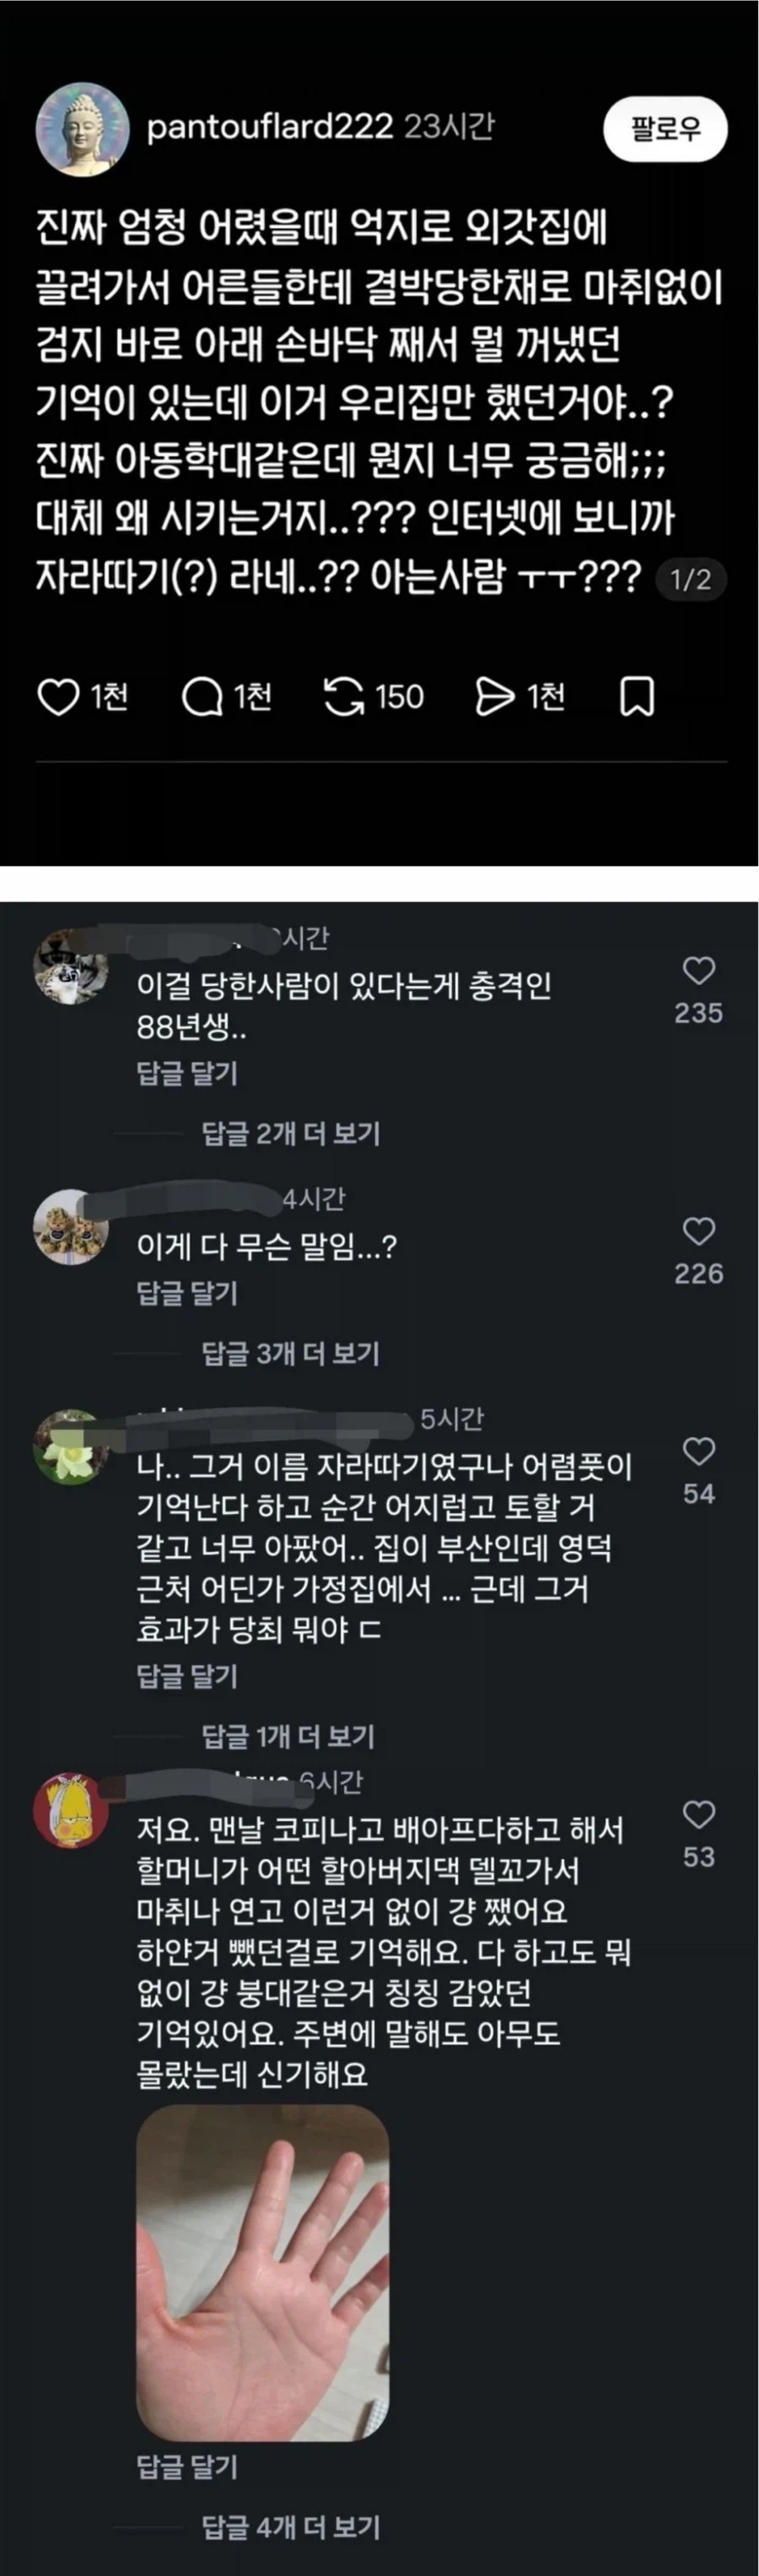 pantouflard222 23시간
팔로우
진짜 엄청 어렸을때 억지로 외갓집에
끌려가서 어른들한테 결박당한채로 마취없이
검지 바로 아래 손바닥 째서 뭘 꺼냈던
기억이 있는데 이거 우리집만 했던거야..?
진짜 아동학대같은데 뭔지 너무 궁금해;;;
대체 왜 시키는거지..??? 인터넷에 보니까
자라따기(?) 라네..?? 아는사람 ㅜㅜ???
1/2
1천 1천 150 1천
시간
이걸 당한사람이 있다는게 충격인
88년생..
235
답글 달기
답글 2개 더 보기
4시간
이게 다 무슨 말임...?
226
답글 달기
답글 3개 더 보기
5시간
나.. 그거 이름 자라따기였구나 어렴풋이
기억난다 하고 순간 어지럽고 토할 거
같고 너무 아팠어.. 집이 부산인데 영덕
근처 어딘가 가정집에서 ... 근데 그거
효과가 당최 뭐야 ㄷ
54
답글 달기
답글 1개 더 보기
6시간
저요. 맨날 코피나고 배아프다하고 해서
할머니가 어떤 할아버지댁 델꼬가서
마취나 연고 이런거 없이 걍 쨌어요
하얀거 뺐던걸로 기억해요. 다 하고도 뭐
없이 걍 붕대같은거 칭칭 감았던
기억있어요. 주변에 말해도 아무도
몰랐는데 신기해요
53
답글 달기
답글 4개 더 보기